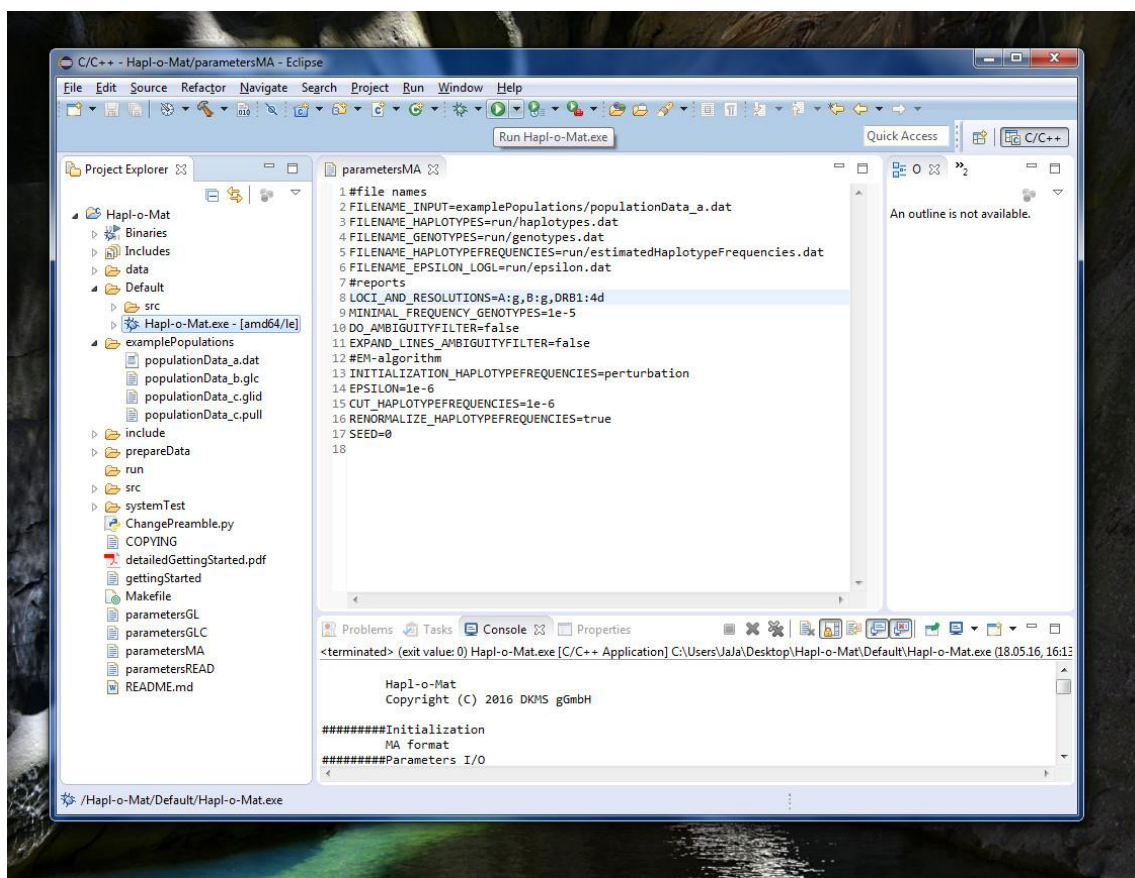 C/C++ - Hapl-o-Mat/parametersMA - Eclipse
File Edit Source Refactor Navigate Search Project Run Window Help
Run Hapl-o-Mat.exe
Quick Access
C/C++
Project Explorer
Hapl-o-Mat
Binaries
Includes
data
Default
src
Hapl-o-Mat.exe - [amd64/le]
examplePopulations
populationData_a.dat
populationData_b.glc
populationData_c.glid
populationData_c.pull
include
prepareData
run
src
systemTest
ChangePreamble.py
COPYING
detailedGettingStarted.pdf
gettingStarted
Makefile
parametersGL
parametersGLC
parametersMA
parametersREAD
README.md
parametersMA
1 #file names
2 FILENAME_INPUT=examplePopulations/populationData_a.dat
3 FILENAME_HAPLOTYPES=run/haplotypes.dat
4 FILENAME_GENOTYPES=run/genotypes.dat
5 FILENAME_HAPLOTYPEFREQUENCIES=run/estimatedHaplotypeFrequencies.dat
6 FILENAME_EPSILON_LOGL=run/epsilon.dat
7 #reports
8 LOCI_AND_RESOLUTIONS=A:g,B:g,DRB1:4d
9 MINIMAL_FREQUENCY_GENOTYPES=1e-5
10 DO_AMBIGUITYFILTER=false
11 EXPAND_LINES_AMBIGUITYFILTER=false
12 #EM-algorithm
13 INITIALIZATION_HAPLOTYPEFREQUENCIES=perturbation
14 EPSILON=1e-6
15 CUT_HAPLOTYPEFREQUENCIES=1e-6
16 RENORMALIZE_HAPLOTYPEFREQUENCIES=true
17 SEED=0
18
O
2
An outline is not available.
Problems Tasks Console Properties
<terminated> (exit value: 0) Hapl-o-Mat.exe [C/C++ Application] C:\Users\JaJa\Desktop\Hapl-o-Mat\Default\Hapl-o-Mat.exe (18.05.16, 16:13
Hapl-o-Mat
Copyright (C) 2016 DKMS gGmbH
#########Initialization
MA format
#########Parameters I/O
/Hapl-o-Mat/Default/Hapl-o-Mat.exe